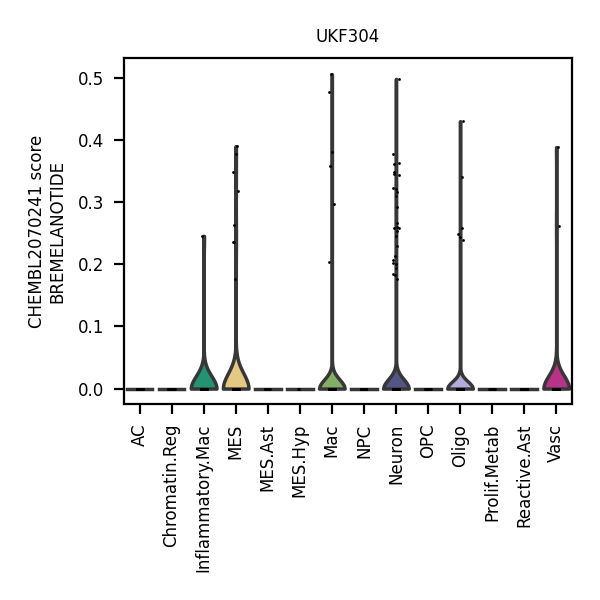 UKF304
CHEMBL2070241 score
BREMELANOTIDE
0.5
0.4
0.3
0.2
0.1
0.0
AC
Chromatin.Reg
Inflammatory.Mac
MES
MES.Ast
MES.Hyp
Mac
NPC
Neuron
OPC
Oligo
Prolif.Metab
Reactive.Ast
Vasc